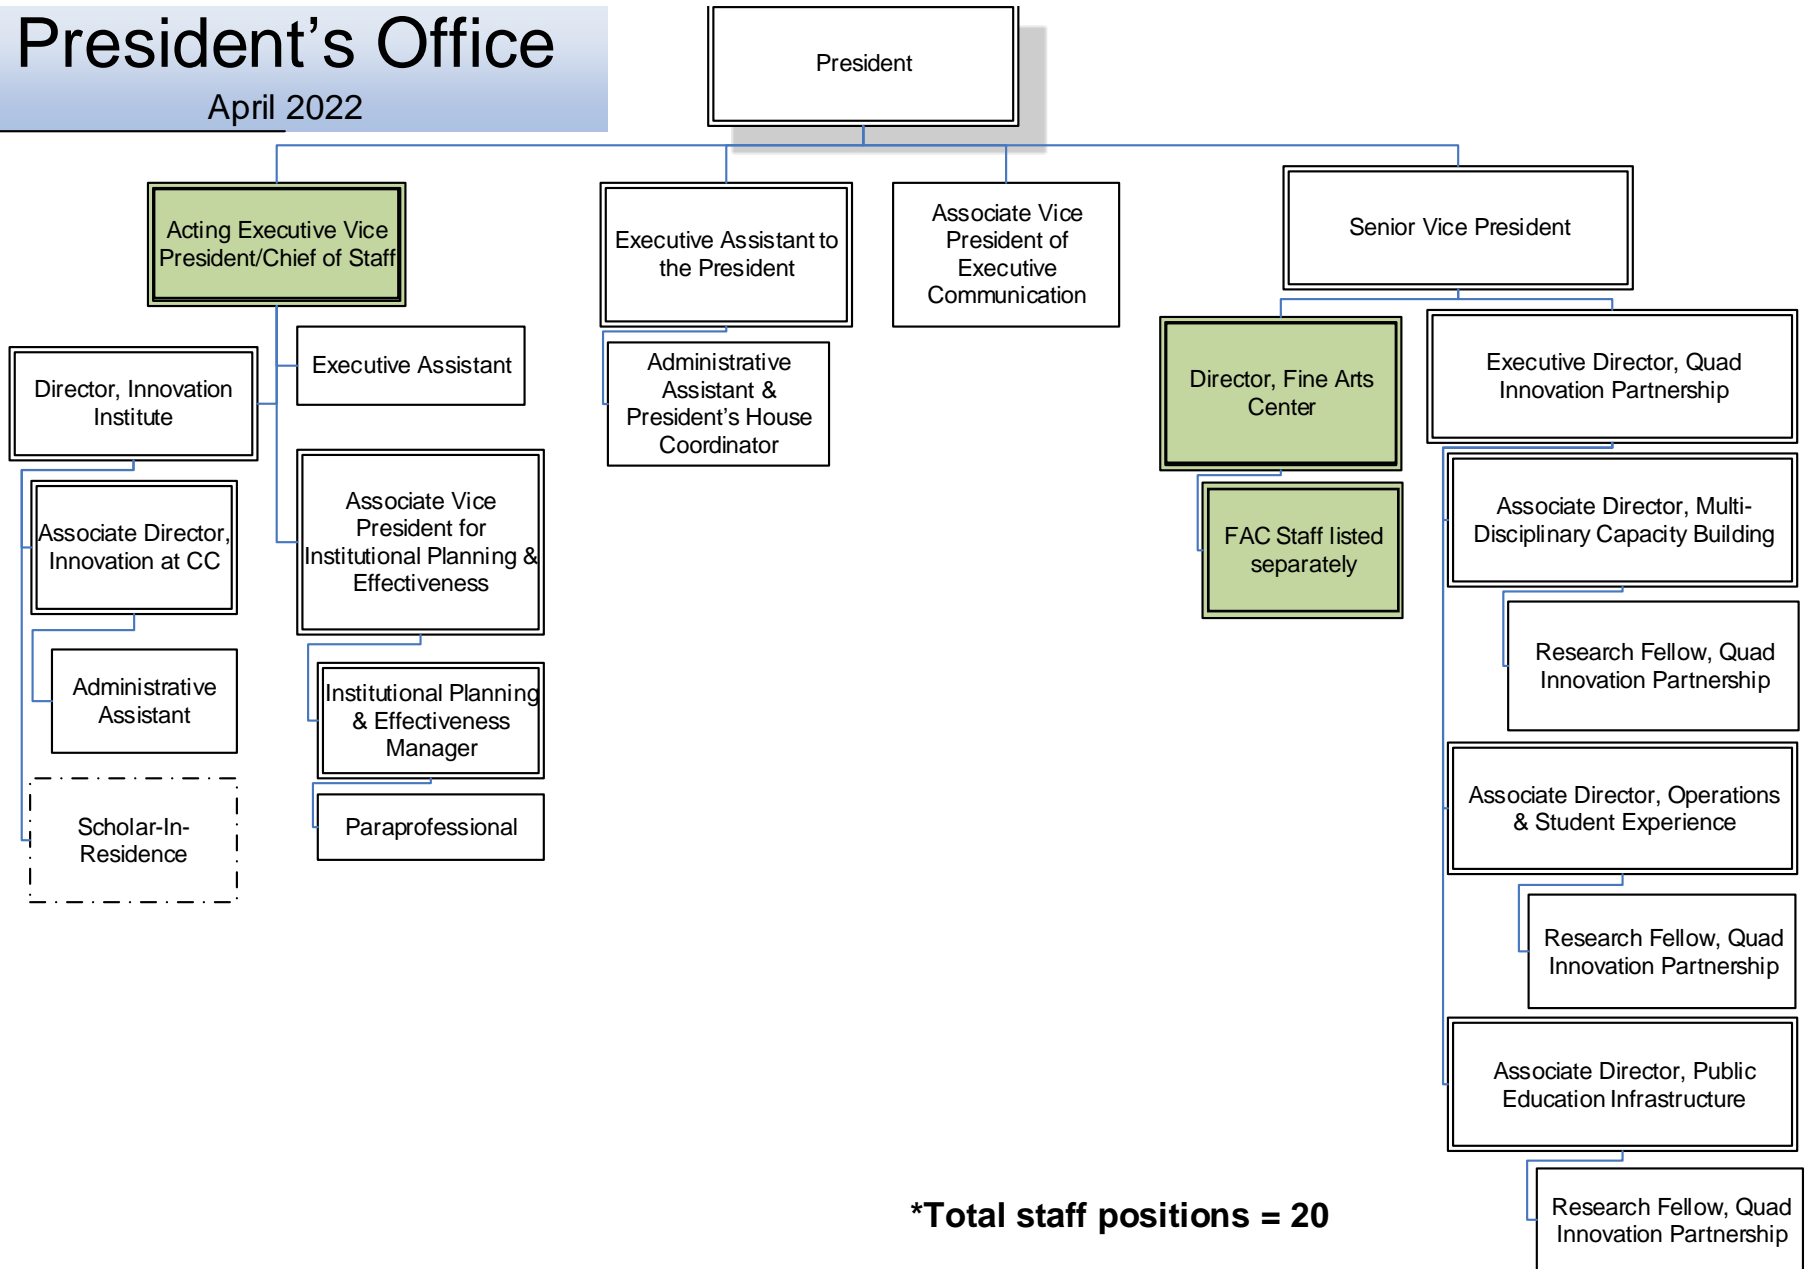 President's Office
April 2022
President
Acting Executive Vice
President/Chief of Staff
Executive Assistant to
the President
Associate Vice
President of
Executive
Communication
Senior Vice President
Director, Innovation
Institute
Executive Assistant
Administrative
Assistant &
President's House
Coordinator
Director, Fine Arts
Center
Executive Director, Quad
Innovation Partnership
Associate Director,
Innovation at CC
Associate Vice
President for
Institutional Planning &
Effectiveness
FAC Staff listed
separately
Associate Director, Multi-
Disciplinary Capacity Building
Administrative
Assistant
Institutional Planning
& Effectiveness
Manager
Research Fellow, Quad
Innovation Partnership
Scholar-In-
Residence
Paraprofessional
Associate Director, Operations
& Student Experience
Research Fellow, Quad
Innovation Partnership
Associate Director, Public
Education Infrastructure
*Total staff positions = 20
Research Fellow, Quad
Innovation Partnership